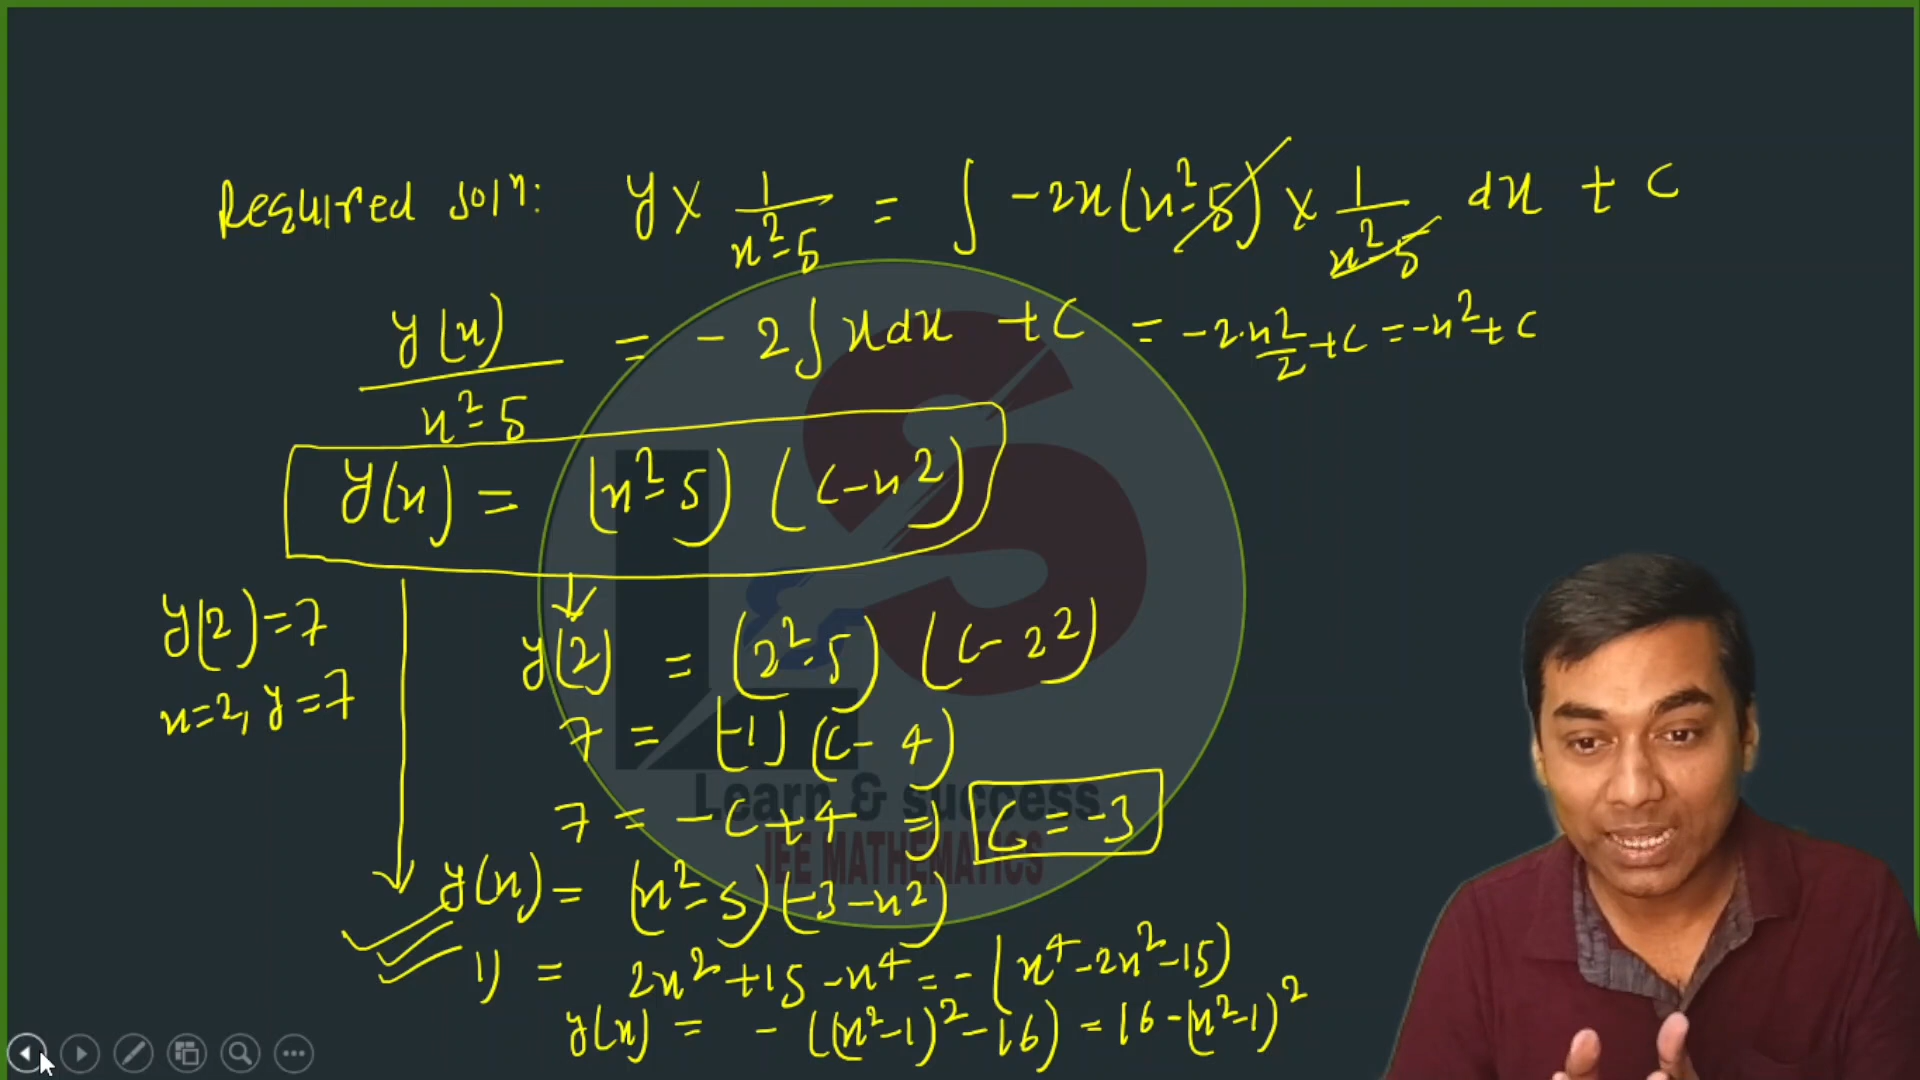 Required soln: y × 1/(x²-5) = ∫ -2x(x²-5) × 1/(x²-5) dx + c
y(x)/(x²-5) = -2∫xdx + c = -2·x²/2+c = -x²+c
y(x) = (x²-5) (c-x²)
y(2)=7
x=2, y=7
y(2) = (2²-5) (c-2²)
7 = (-1) (c-4)
7 = -c+4 ⇒ c=-3
y(x) = (x²-5)(-3-x²)
1) = 2x²+15-x⁴ = -(x⁴-2x²-15)
y(x) = -((x²-1)²-16) = 16-(x²-1)²
LS
Learn & success
JEE MATHEMATICS